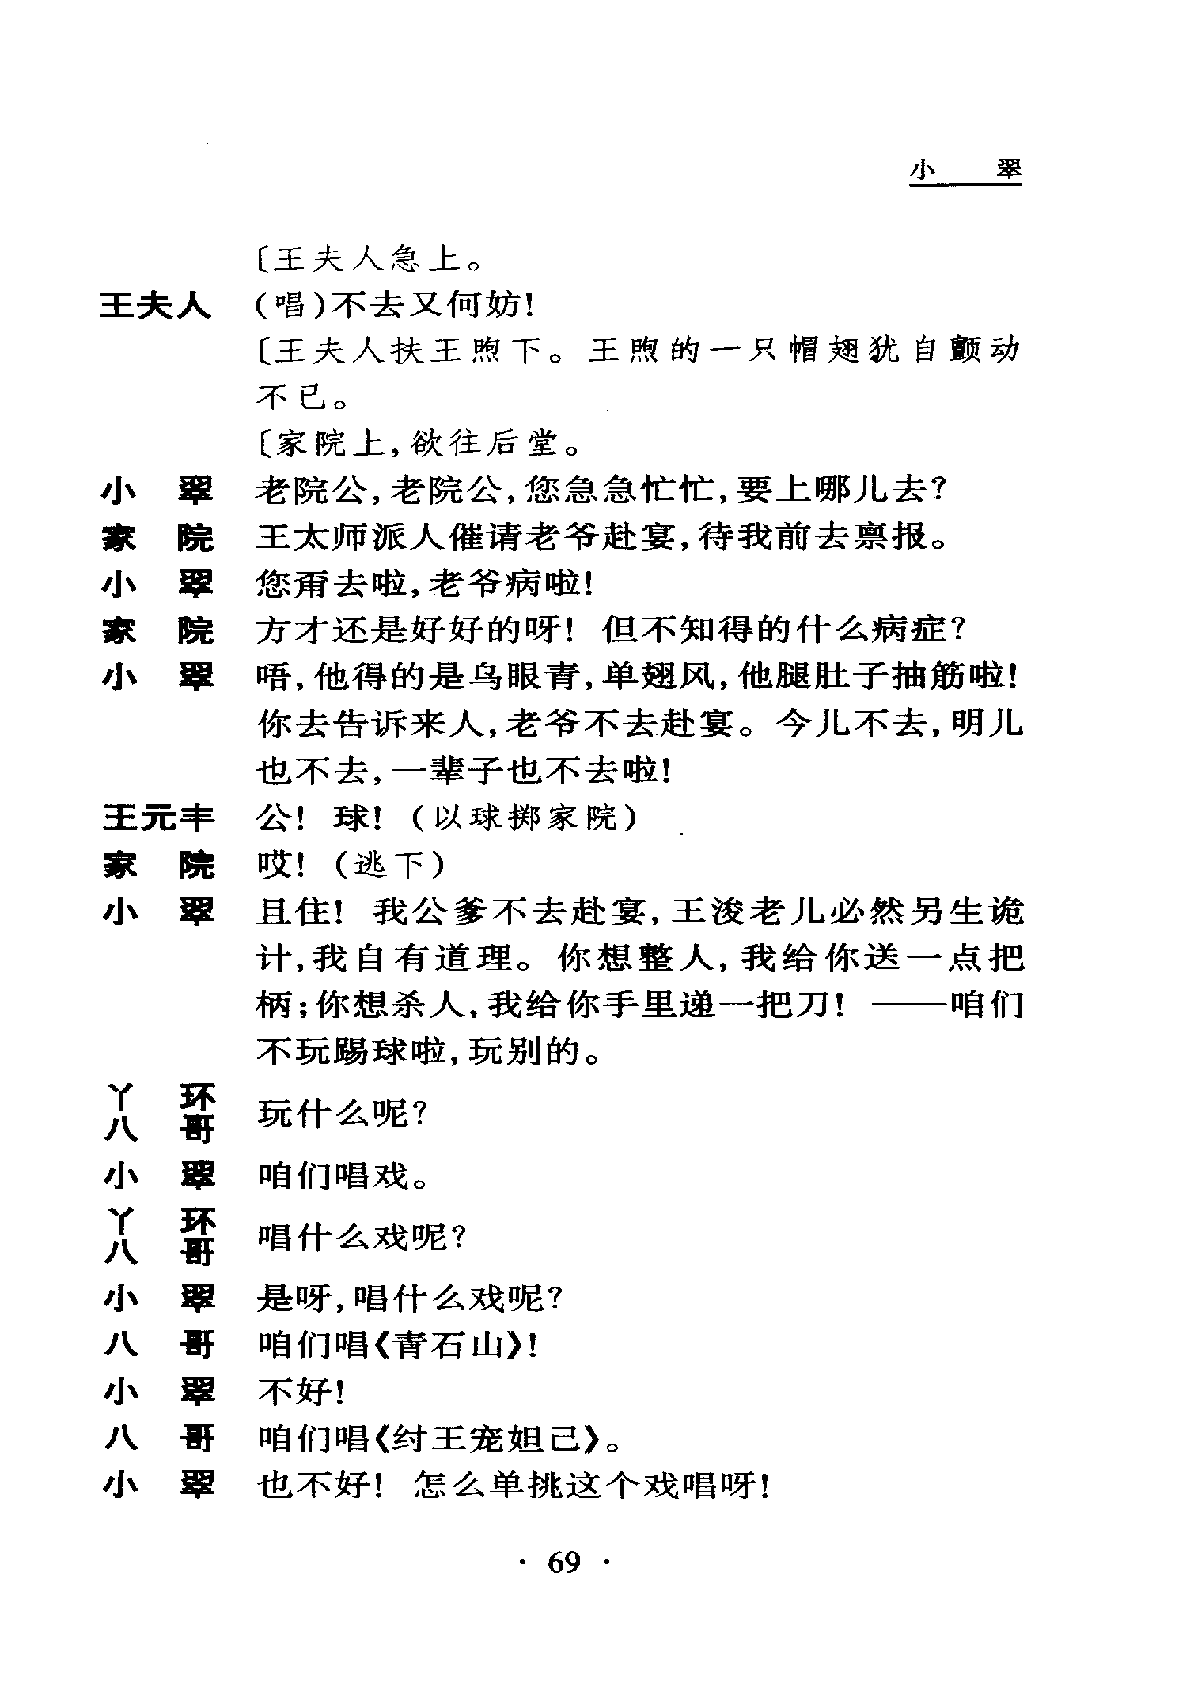 小　　翠
〔王夫人急上。
王夫人　(唱)不去又何妨!
〔王夫人扶王煦下。王煦的一只帽翅犹自颤动
不已。
〔家院上,欲往后堂。
小　翠　老院公,老院公,您急急忙忙,要上哪儿去?
家　院　王太师派人催请老爷赴宴,待我前去禀报。
小　翠　您甭去啦,老爷病啦!
家　院　方才还是好好的呀!但不知得的什么病症?
小　翠　唔,他得的是乌眼青,单翅风,他腿肚子抽筋啦!
你去告诉来人,老爷不去赴宴。今儿不去,明儿
也不去,一辈子也不去啦!
王元丰　公!球!(以球掷家院)
家　院　哎!(逃下)
小　翠　且住!我公爹不去赴宴,王浚老儿必然另生诡
计,我自有道理。你想整人,我给你送一点把
柄;你想杀人,我给你手里递一把刀!——咱们
不玩踢球啦,玩别的。
丫　环
八　哥　玩什么呢?
小　翠　咱们唱戏。
丫　环
八　哥　唱什么戏呢?
小　翠　是呀,唱什么戏呢?
八　哥　咱们唱《青石山》!
小　翠　不好!
八　哥　咱们唱《纣王宠妲己》。
小　翠　也不好!怎么单挑这个戏唱呀!
· 69 ·